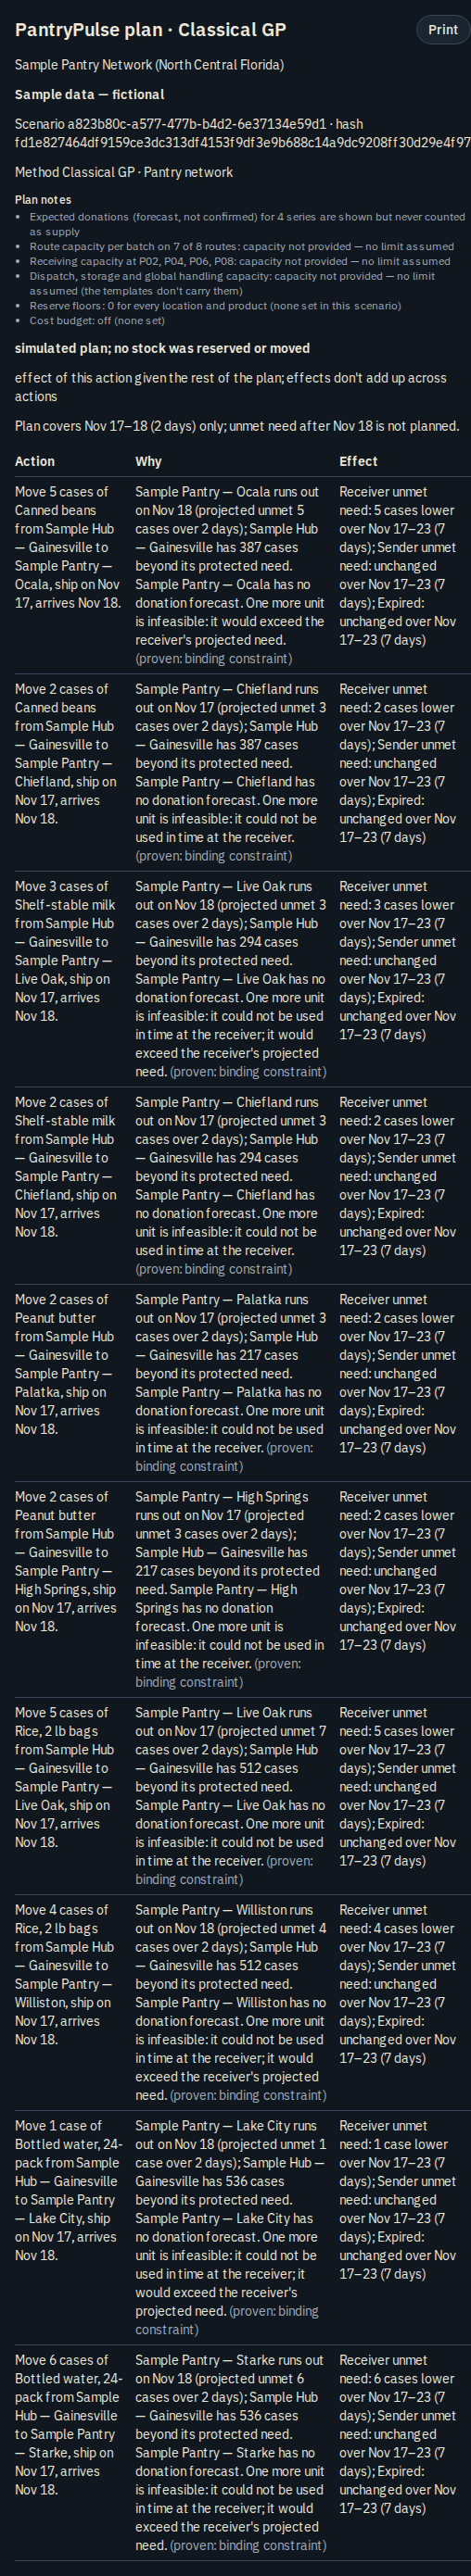 PantryPulse plan · Classical GP
Print
Sample Pantry Network (North Central Florida)
Sample data — fictional
Scenario a823b80c-a577-477b-b4d2-6e37134e59d1 · hash
fd1e827464df9159ce3dc313df4153f9df3e9b688c14a9dc9208ff30d29e4f97
Method Classical GP · Pantry network
Plan notes
• Expected donations (forecast, not confirmed) for 4 series are shown but never counted
as supply
• Route capacity per batch on 7 of 8 routes: capacity not provided — no limit assumed
• Receiving capacity at P02, P04, P06, P08: capacity not provided — no limit assumed
• Dispatch, storage and global handling capacity: capacity not provided — no limit
assumed (the templates don't carry them)
• Reserve floors: 0 for every location and product (none set in this scenario)
• Cost budget: off (none set)
simulated plan; no stock was reserved or moved
effect of this action given the rest of the plan; effects don't add up across
actions
Plan covers Nov 17–18 (2 days) only; unmet need after Nov 18 is not planned.
Action
Why
Effect
Move 5 cases of
Canned beans
from Sample Hub
— Gainesville to
Sample Pantry —
Ocala, ship on Nov
17, arrives Nov 18.
Sample Pantry — Ocala runs out
on Nov 18 (projected unmet 5
cases over 2 days); Sample Hub
— Gainesville has 387 cases
beyond its protected need.
Sample Pantry — Ocala has no
donation forecast. One more unit
is infeasible: it would exceed the
receiver's projected need.
(proven: binding constraint)
Receiver unmet
need: 5 cases lower
over Nov 17–23 (7
days); Sender unmet
need: unchanged
over Nov 17–23 (7
days); Expired:
unchanged over Nov
17–23 (7 days)
Move 2 cases of
Canned beans
from Sample Hub
— Gainesville to
Sample Pantry —
Chiefland, ship on
Nov 17, arrives
Nov 18.
Sample Pantry — Chiefland runs
out on Nov 17 (projected unmet 3
cases over 2 days); Sample Hub
— Gainesville has 387 cases
beyond its protected need.
Sample Pantry — Chiefland has
no donation forecast. One more
unit is infeasible: it could not be
used in time at the receiver.
(proven: binding constraint)
Receiver unmet
need: 2 cases lower
over Nov 17–23 (7
days); Sender unmet
need: unchanged
over Nov 17–23 (7
days); Expired:
unchanged over Nov
17–23 (7 days)
Move 3 cases of
Shelf-stable milk
from Sample Hub
— Gainesville to
Sample Pantry —
Live Oak, ship on
Nov 17, arrives
Nov 18.
Sample Pantry — Live Oak runs
out on Nov 18 (projected unmet 3
cases over 2 days); Sample Hub
— Gainesville has 294 cases
beyond its protected need.
Sample Pantry — Live Oak has no
donation forecast. One more unit
is infeasible: it could not be used
in time at the receiver; it would
exceed the receiver's projected
need. (proven: binding constraint)
Receiver unmet
need: 3 cases lower
over Nov 17–23 (7
days); Sender unmet
need: unchanged
over Nov 17–23 (7
days); Expired:
unchanged over Nov
17–23 (7 days)
Move 2 cases of
Shelf-stable milk
from Sample Hub
— Gainesville to
Sample Pantry —
Chiefland, ship on
Nov 17, arrives
Nov 18.
Sample Pantry — Chiefland runs
out on Nov 17 (projected unmet 3
cases over 2 days); Sample Hub
— Gainesville has 294 cases
beyond its protected need.
Sample Pantry — Chiefland has
no donation forecast. One more
unit is infeasible: it could not be
used in time at the receiver.
(proven: binding constraint)
Receiver unmet
need: 2 cases lower
over Nov 17–23 (7
days); Sender unmet
need: unchanged
over Nov 17–23 (7
days); Expired:
unchanged over Nov
17–23 (7 days)
Move 2 cases of
Peanut butter
from Sample Hub
— Gainesville to
Sample Pantry —
Palatka, ship on
Nov 17, arrives
Nov 18.
Sample Pantry — Palatka runs
out on Nov 17 (projected unmet 3
cases over 2 days); Sample Hub
— Gainesville has 217 cases
beyond its protected need.
Sample Pantry — Palatka has no
donation forecast. One more unit
is infeasible: it could not be used
in time at the receiver. (proven:
binding constraint)
Receiver unmet
need: 2 cases lower
over Nov 17–23 (7
days); Sender unmet
need: unchanged
over Nov 17–23 (7
days); Expired:
unchanged over Nov
17–23 (7 days)
Move 2 cases of
Peanut butter
from Sample Hub
— Gainesville to
Sample Pantry —
High Springs, ship
on Nov 17, arrives
Nov 18.
Sample Pantry — High Springs
runs out on Nov 17 (projected
unmet 3 cases over 2 days);
Sample Hub — Gainesville has
217 cases beyond its protected
need. Sample Pantry — High
Springs has no donation
forecast. One more unit is
infeasible: it could not be used in
time at the receiver. (proven:
binding constraint)
Receiver unmet
need: 2 cases lower
over Nov 17–23 (7
days); Sender unmet
need: unchanged
over Nov 17–23 (7
days); Expired:
unchanged over Nov
17–23 (7 days)
Move 5 cases of
Rice, 2 lb bags
from Sample Hub
— Gainesville to
Sample Pantry —
Live Oak, ship on
Nov 17, arrives
Nov 18.
Sample Pantry — Live Oak runs
out on Nov 17 (projected unmet 7
cases over 2 days); Sample Hub
— Gainesville has 512 cases
beyond its protected need.
Sample Pantry — Live Oak has no
donation forecast. One more unit
is infeasible: it could not be used
in time at the receiver. (proven:
binding constraint)
Receiver unmet
need: 5 cases lower
over Nov 17–23 (7
days); Sender unmet
need: unchanged
over Nov 17–23 (7
days); Expired:
unchanged over Nov
17–23 (7 days)
Move 4 cases of
Rice, 2 lb bags
from Sample Hub
— Gainesville to
Sample Pantry —
Williston, ship on
Nov 17, arrives
Nov 18.
Sample Pantry — Williston runs
out on Nov 18 (projected unmet 4
cases over 2 days); Sample Hub
— Gainesville has 512 cases
beyond its protected need.
Sample Pantry — Williston has no
donation forecast. One more unit
is infeasible: it could not be used
in time at the receiver; it would
exceed the receiver's projected
need. (proven: binding constraint)
Receiver unmet
need: 4 cases lower
over Nov 17–23 (7
days); Sender unmet
need: unchanged
over Nov 17–23 (7
days); Expired:
unchanged over Nov
17–23 (7 days)
Move 1 case of
Bottled water, 24-
pack from Sample
Hub — Gainesville
to Sample Pantry
— Lake City, ship
on Nov 17, arrives
Nov 18.
Sample Pantry — Lake City runs
out on Nov 18 (projected unmet 1
case over 2 days); Sample Hub —
Gainesville has 536 cases
beyond its protected need.
Sample Pantry — Lake City has
no donation forecast. One more
unit is infeasible: it could not be
used in time at the receiver; it
would exceed the receiver's
projected need. (proven: binding
constraint)
Receiver unmet
need: 1 case lower
over Nov 17–23 (7
days); Sender unmet
need: unchanged
over Nov 17–23 (7
days); Expired:
unchanged over Nov
17–23 (7 days)
Move 6 cases of
Bottled water, 24-
pack from Sample
Hub — Gainesville
to Sample Pantry
— Starke, ship on
Nov 17, arrives
Nov 18.
Sample Pantry — Starke runs out
on Nov 18 (projected unmet 6
cases over 2 days); Sample Hub
— Gainesville has 536 cases
beyond its protected need.
Sample Pantry — Starke has no
donation forecast. One more unit
is infeasible: it could not be used
in time at the receiver; it would
exceed the receiver's projected
need. (proven: binding constraint)
Receiver unmet
need: 6 cases lower
over Nov 17–23 (7
days); Sender unmet
need: unchanged
over Nov 17–23 (7
days); Expired:
unchanged over Nov
17–23 (7 days)